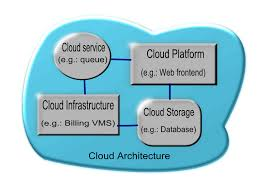 Cloud service
(e.g.: queue)
Cloud Platform
(e.g.: Web frontend)
Cloud Infrastructure
(e.g.: Billing VMS)
Cloud Storage
(e.g.: Database)
Cloud Architecture